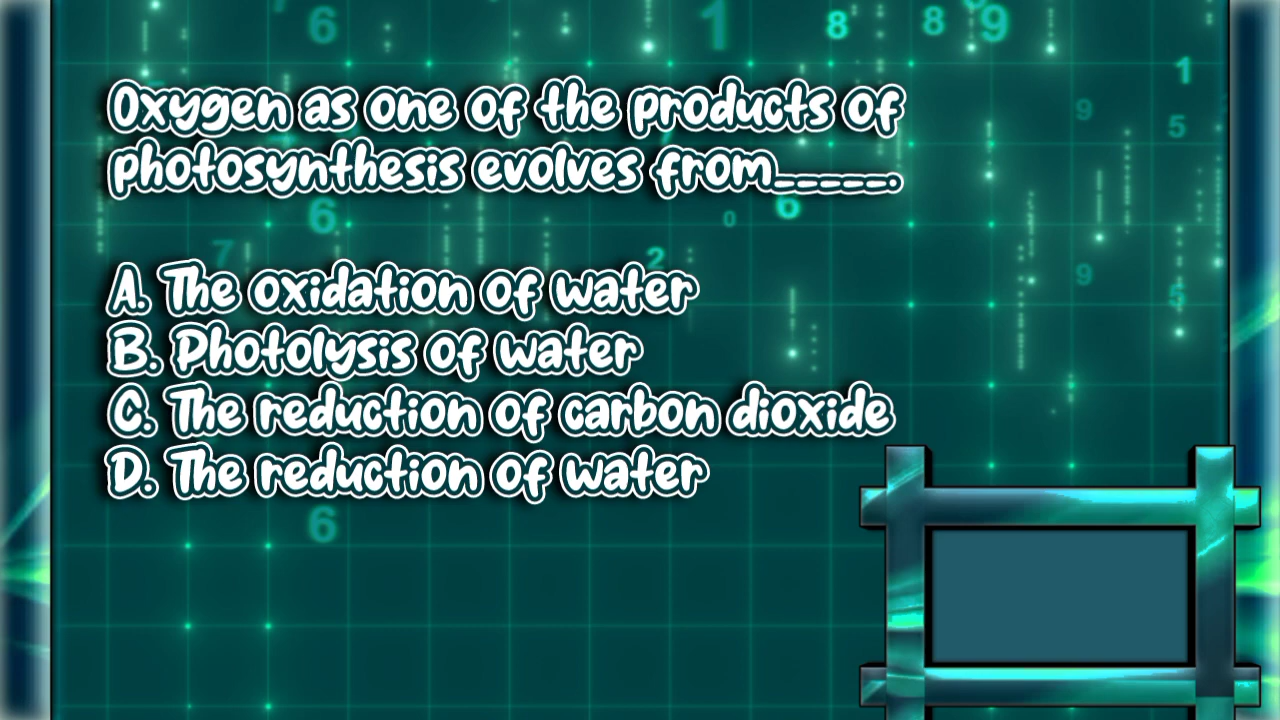 Oxygen as one of the products of
photosynthesis evolves from_____.
A. The oxidation of water
B. Photolysis of water
C. The reduction of carbon dioxide
D. The reduction of water